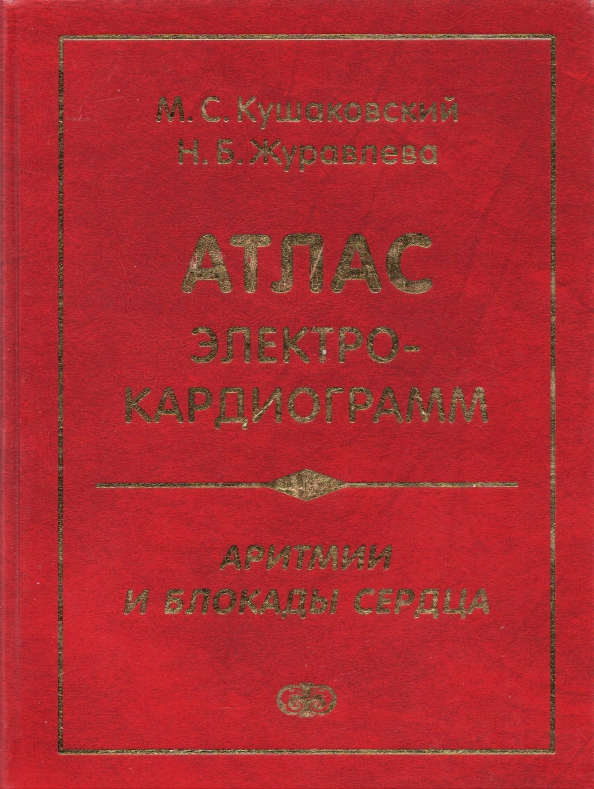 М. С. Кушаковский
Н. Б. Журавлева
АТЛАС
ЭЛЕКТРО-
КАРДИОГРАММ
АРИТМИИ
И БЛОКАДЫ СЕРДЦА